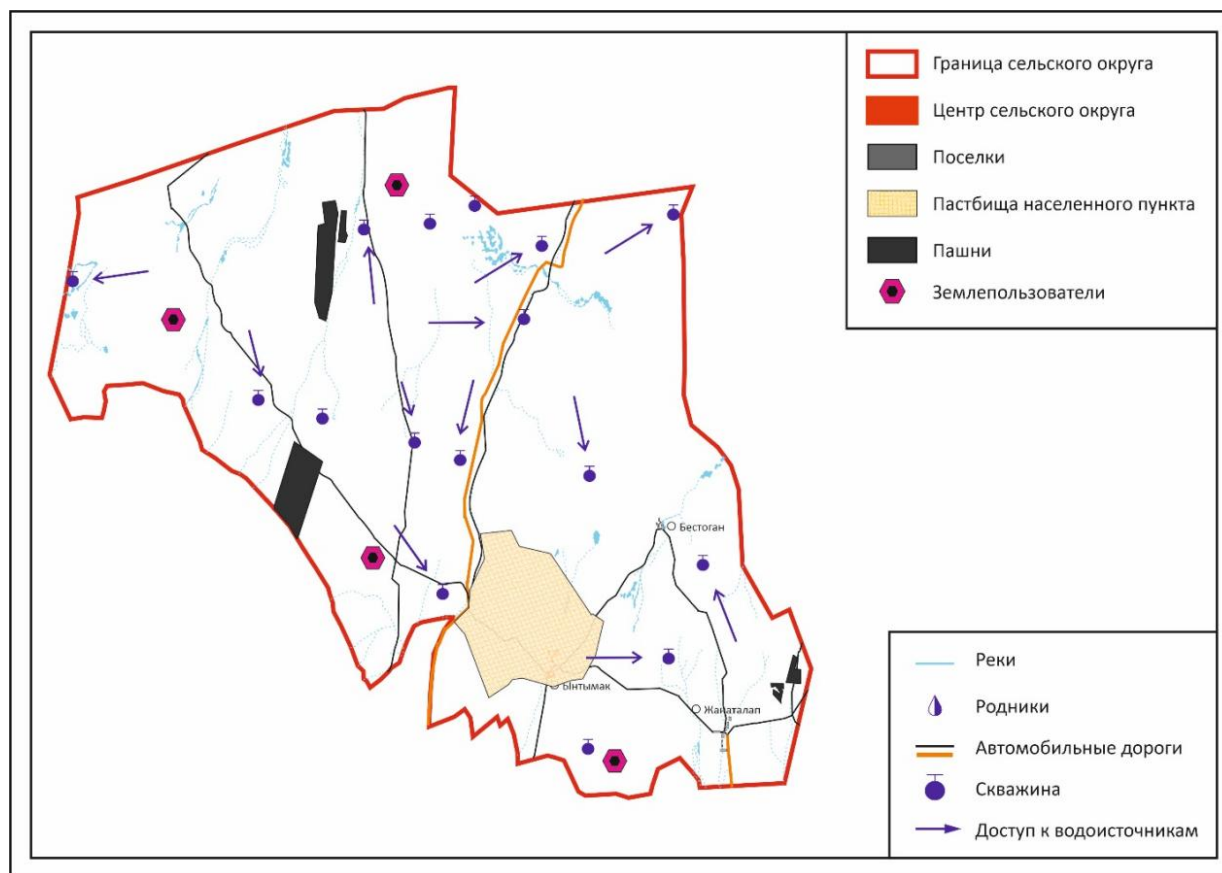 Граница сельского округа
Центр сельского округа
Поселки
Пастбища населенного пункта
Пашни
Землепользователи
Бестоган
Ынтымак
Жанаталап
Реки
Родники
Автомобильные дороги
Скважина
Доступ к водоисточникам